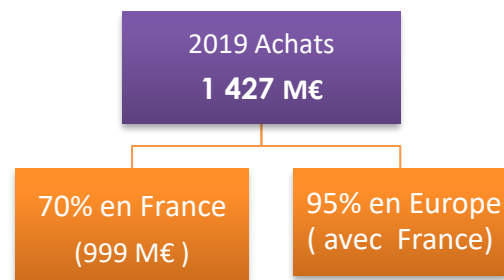 2019 Achats
1 427 M€
70% en France
(999 M€ )
95% en Europe
( avec France)